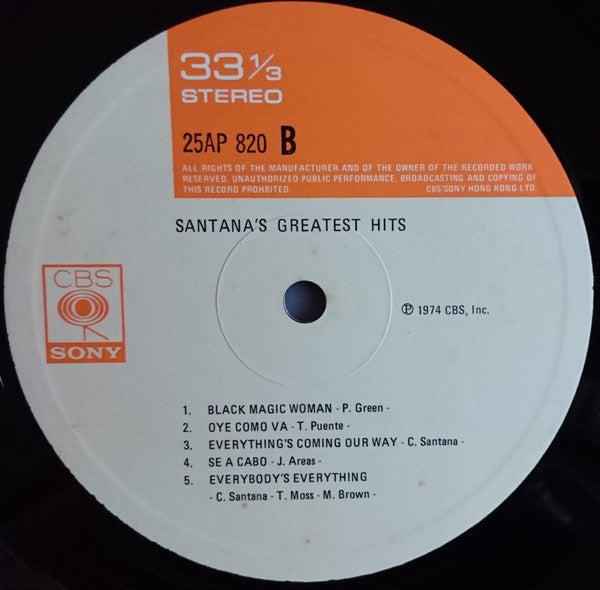 33 1/3
STEREO
25AP 820 B
ALL RIGHTS OF THE MANUFACTURER AND OF THE OWNER OF THE RECORDED WORK
RESERVED. UNAUTHORIZED PUBLIC PERFORMANCE, BROADCASTING AND COPYING OF
THIS RECORD PROHIBITED. CBS/SONY HONG KONG LTD.
SANTANA'S GREATEST HITS
CBS
SONY
℗ 1974 CBS, Inc.
1. BLACK MAGIC WOMAN - P. Green -
2. OYE COMO VA - T. Puente -
3. EVERYTHING'S COMING OUR WAY - C. Santana -
4. SE A CABO - J. Areas -
5. EVERYBODY'S EVERYTHING
- C. Santana - T. Moss - M. Brown -